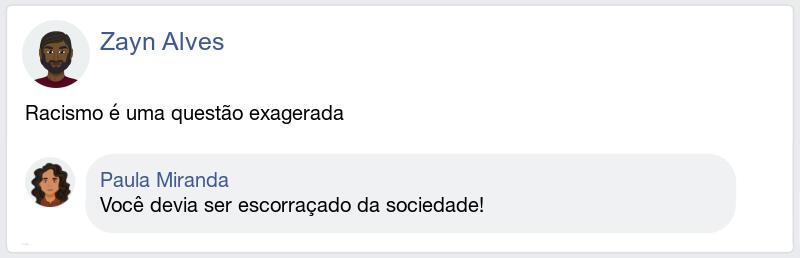 Zayn Alves
Racismo é uma questão exagerada
Paula Miranda
Você devia ser escorraçado da sociedade!